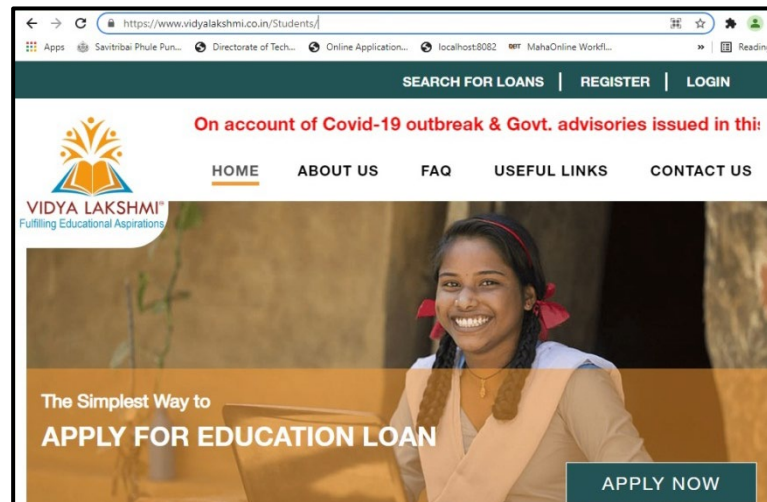 https://www.vidyalakshmi.co.in/Students/
Apps Savitribai Phule Pun... Directorate of Tech... Online Application... localhost:8082 MahaOnline Workfl... » Reading
SEARCH FOR LOANS | REGISTER | LOGIN
On account of Covid-19 outbreak & Govt. advisories issued in this
HOME ABOUT US FAQ USEFUL LINKS CONTACT US
VIDYA LAKSHMI
Fulfilling Educational Aspirations
The Simplest Way to
APPLY FOR EDUCATION LOAN
APPLY NOW